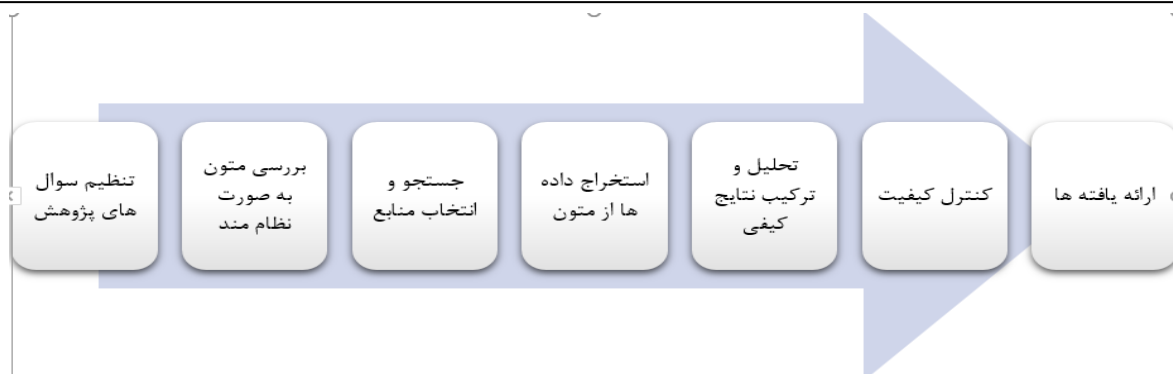 تنظیم سوال
های پژوهش
بررسی متون
به صورت
نظام مند
جستجو و
انتخاب منابع
استخراج داده
ها از متون
تحلیل و
ترکیب نتایج
کیفی
کنترل کیفیت
ارائه یافته ها